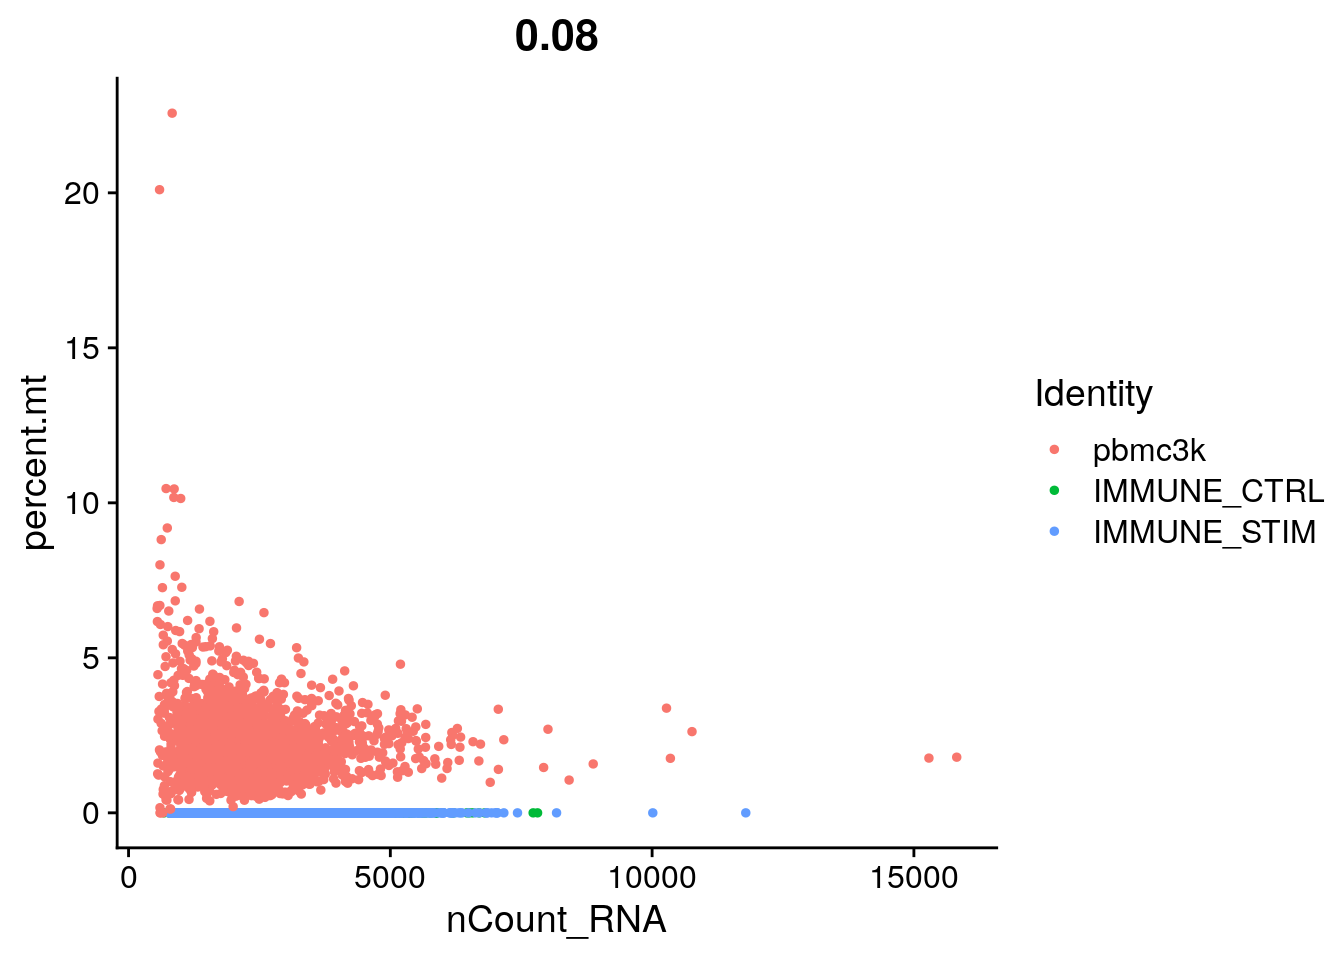 0.08
percent.mt
20
15
10
5
0
0
5000
10000
15000
nCount_RNA
Identity
pbmc3k
IMMUNE_CTRL
IMMUNE_STIM